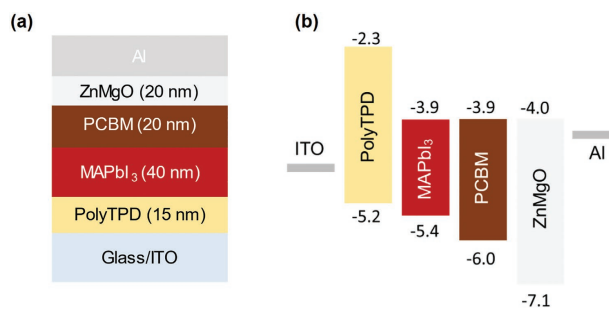 (a)
Al
ZnMgO (20 nm)
PCBM (20 nm)
MAPbI₃ (40 nm)
PolyTPD (15 nm)
Glass/ITO
(b)
-2.3
-3.9
-3.9
-4.0
ITO
PolyTPD
MAPbI₃
PCBM
ZnMgO
Al
-5.2
-5.4
-6.0
-7.1